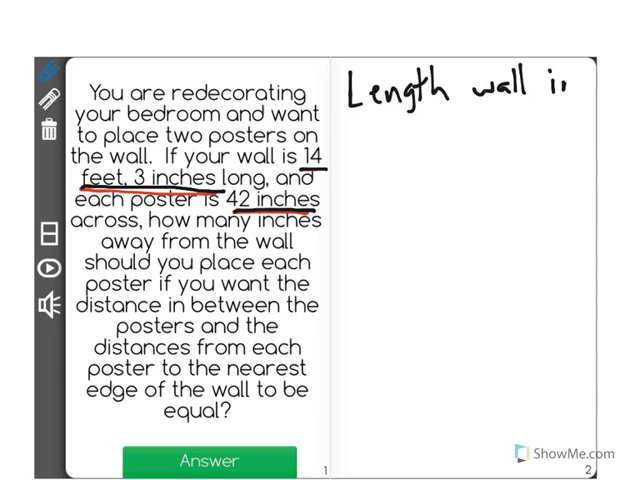 You are redecorating
your bedroom and want
to place two posters on
the wall. If your wall is 14
feet, 3 inches long, and
each poster is 42 inches
across, how many inches
away from the wall
should you place each
poster if you want the
distance in between the
posters and the
distances from each
poster to the nearest
edge of the wall to be
equal?
Answer
1
Length wall in
ShowMe.com
2